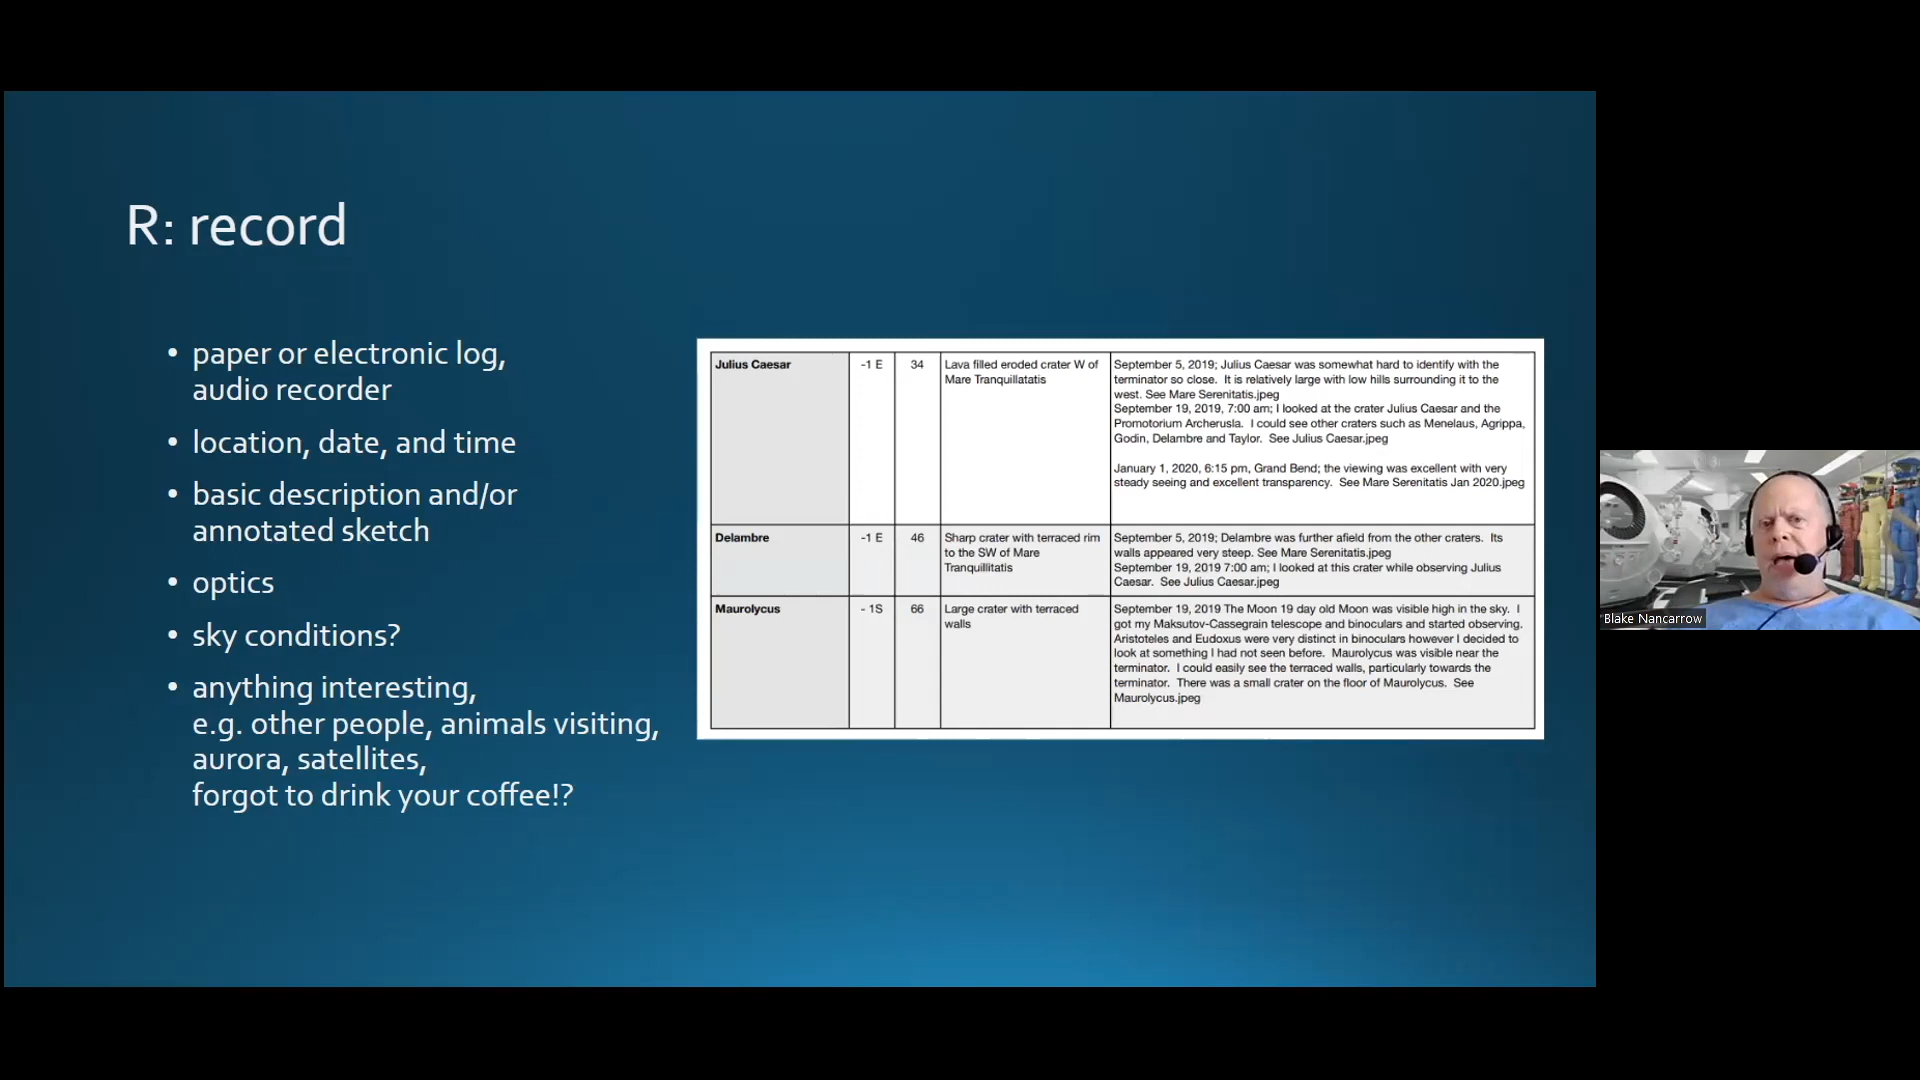 R: record
• paper or electronic log,
audio recorder
• location, date, and time
• basic description and/or
annotated sketch
• optics
• sky conditions?
• anything interesting,
e.g. other people, animals visiting,
aurora, satellites,
forgot to drink your coffee!?
Julius Caesar
-1 E
34
Lava filled eroded crater W of
Mare Tranquillatatis
September 5, 2019; Julius Caesar was somewhat hard to identify with the
terminator so close. It is relatively large with low hills surrounding it to the
west. See Mare Serenitatis.jpeg
September 19, 2019, 7:00 am; I looked at the crater Julius Caesar and the
Promotorium Archerusla. I could see other craters such as Menelaus, Agrippa,
Godin, Delambre and Taylor. See Julius Caesar.jpeg
January 1, 2020, 6:15 pm, Grand Bend; the viewing was excellent with very
steady seeing and excellent transparency. See Mare Serenitatis Jan 2020.jpeg
Delambre
-1 E
46
Sharp crater with terraced rim
to the SW of Mare
Tranquillitatis
September 5, 2019; Delambre was further afield from the other craters. Its
walls appeared very steep. See Mare Serenitatis.jpeg
September 19, 2019 7:00 am; I looked at this crater while observing Julius
Caesar. See Julius Caesar.jpeg
Maurolycus
- 1S
66
Large crater with terraced
walls
September 19, 2019 The Moon 19 day old Moon was visible high in the sky. I
got my Maksutov-Cassegrain telescope and binoculars and started observing.
Aristoteles and Eudoxus were very distinct in binoculars however I decided to
look at something I had not seen before. Maurolycus was visible near the
terminator. I could easily see the terraced walls, particularly towards the
terminator. There was a small crater on the floor of Maurolycus. See
Maurolycus.jpeg
Blake Nancarrow